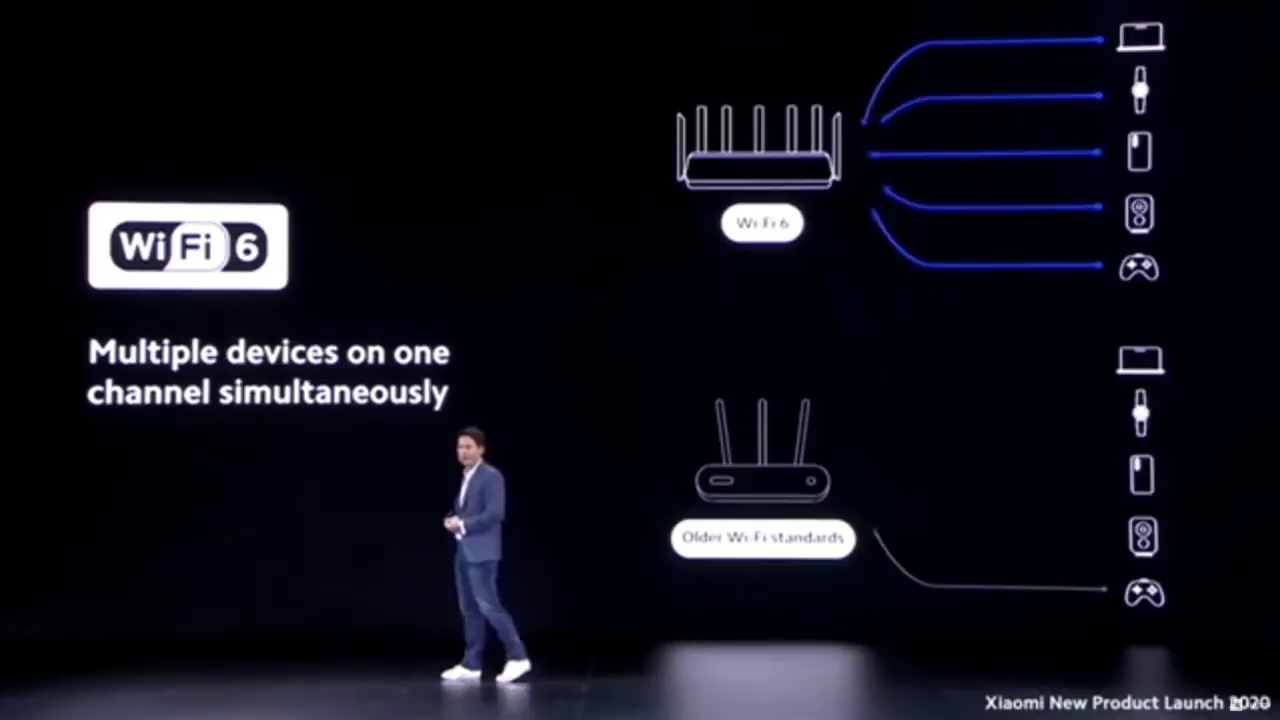 WiFi 6
Multiple devices on one
channel simultaneously
Wi-Fi 6
Older Wi-Fi standards
Xiaomi New Product Launch 2020